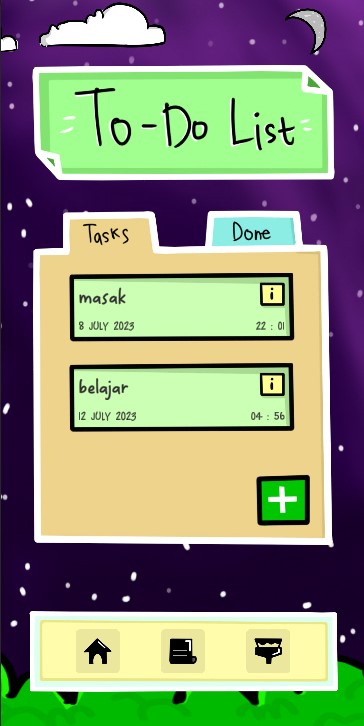 To-Do List
Tasks
Done
masak
i
8 JULY 2023
22 : 01
belajar
i
12 JULY 2023
04 : 56